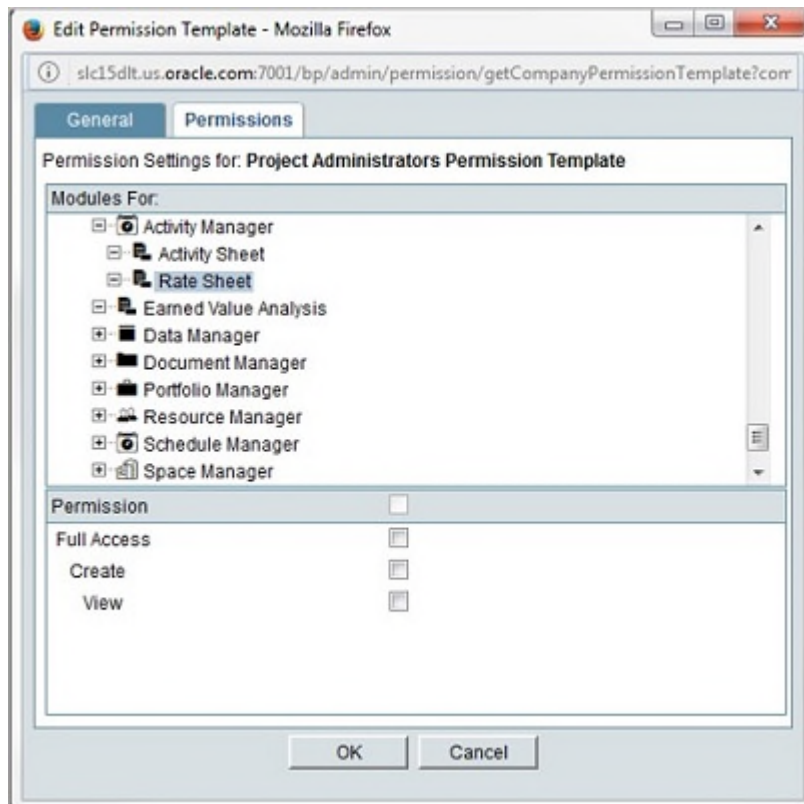 Edit Permission Template - Mozilla Firefox
slc15dlt.us.oracle.com:7001/bp/admin/permission/getCompanyPermissionTemplate?com
General Permissions
Permission Settings for: Project Administrators Permission Template
Modules For:
Activity Manager
Activity Sheet
Rate Sheet
Earned Value Analysis
Data Manager
Document Manager
Portfolio Manager
Resource Manager
Schedule Manager
Space Manager
Permission
Full Access
Create
View
OK Cancel